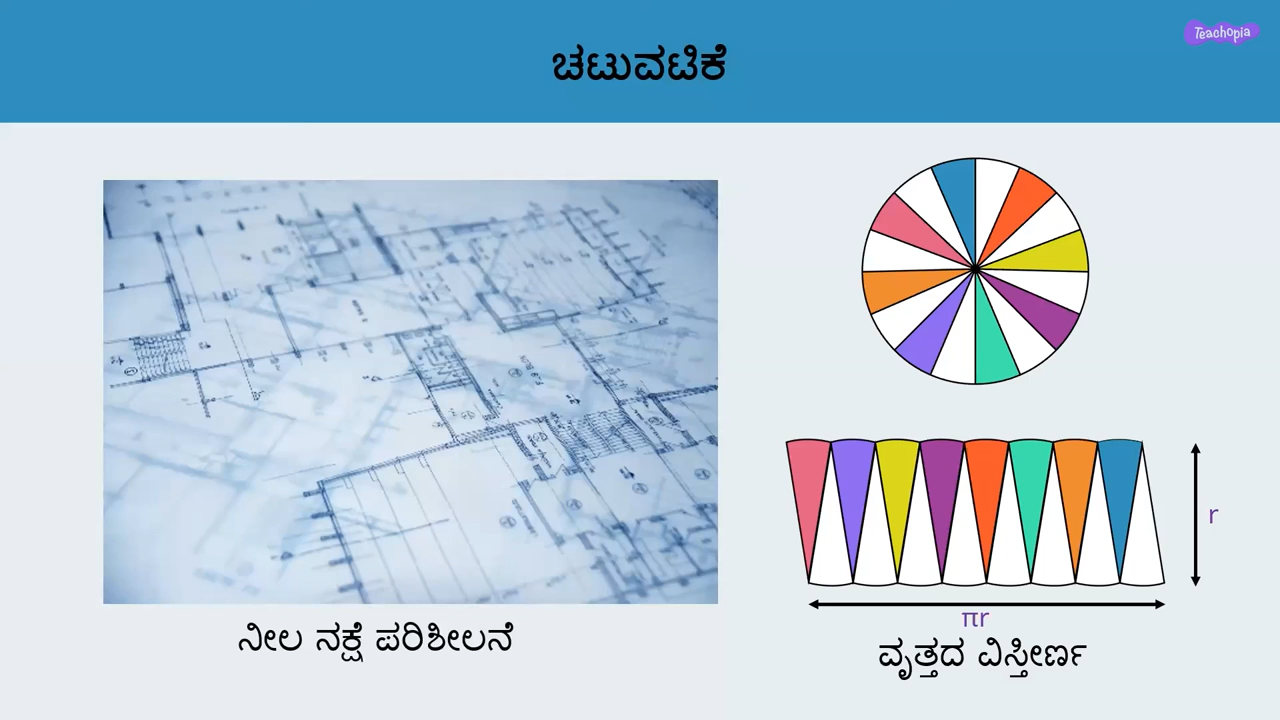 ಚಟುವಟಿಕೆ
Teachopia
ನೀಲ ನಕ್ಷೆ ಪರಿಶೀಲನೆ
r
πr
ವೃತ್ತದ ವಿಸ್ತೀರ್ಣ